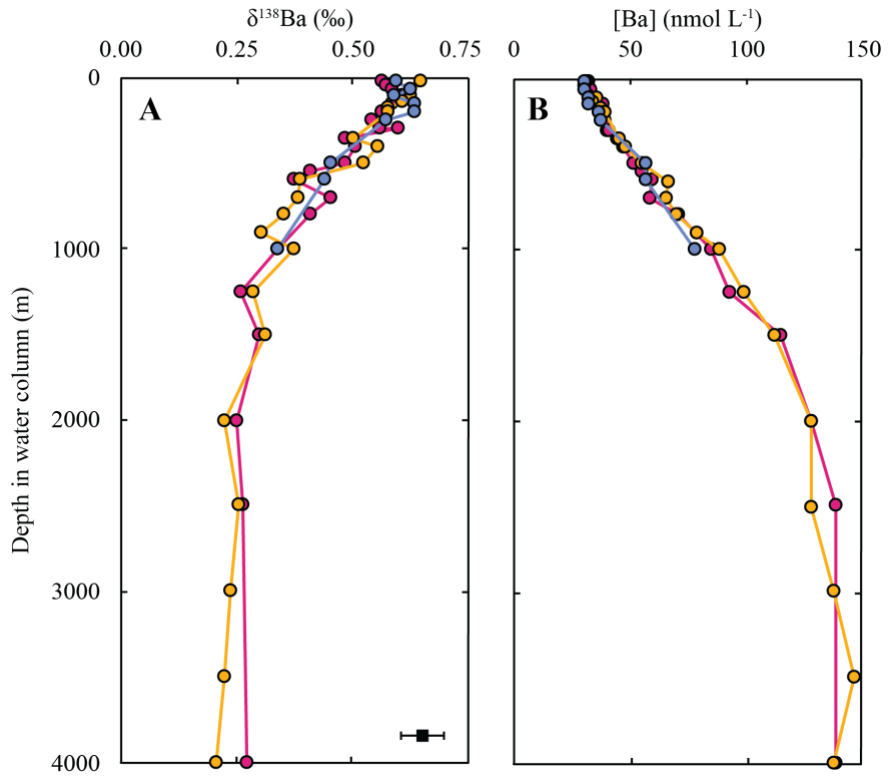 δ¹³⁸Ba (‰)
0.00 0.25 0.50 0.75
[Ba] (nmol L⁻¹)
0 50 100 150
A
B
Depth in water column (m)
0
1000
2000
3000
4000